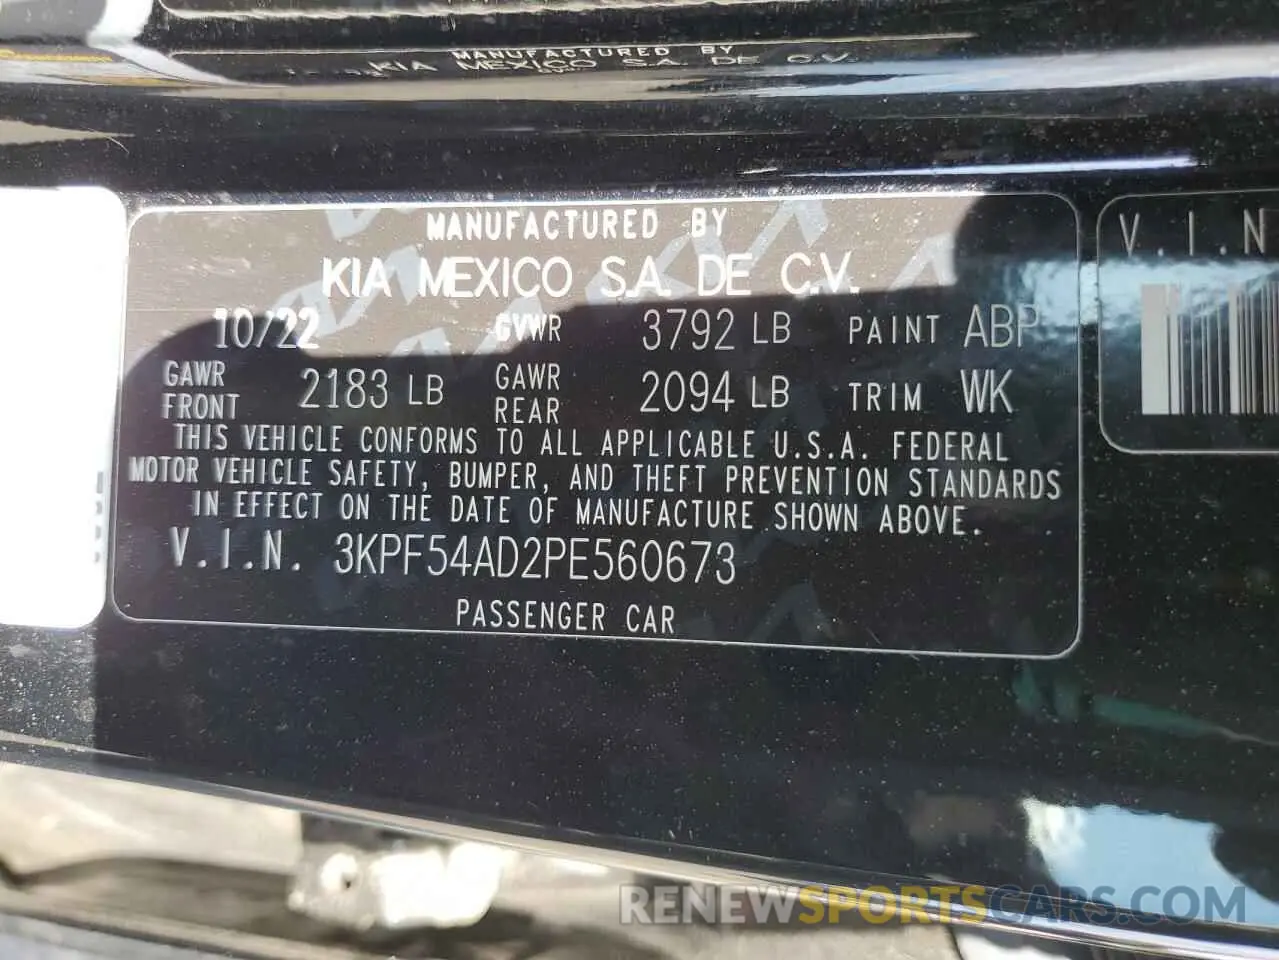 MANUFACTURED BY
KIA MEXICO S.A. DE C.V.
MANUFACTURED BY
KIA MEXICO S.A. DE C.V.
10/22 GVWR 3792 LB PAINT ABP
GAWR FRONT 2183 LB GAWR REAR 2094 LB TRIM WK
THIS VEHICLE CONFORMS TO ALL APPLICABLE U.S.A. FEDERAL
MOTOR VEHICLE SAFETY, BUMPER, AND THEFT PREVENTION STANDARDS
IN EFFECT ON THE DATE OF MANUFACTURE SHOWN ABOVE.
V.I.N. 3KPF54AD2PE560673
PASSENGER CAR
V.I.N
RENEWSPORTSCARS.COM